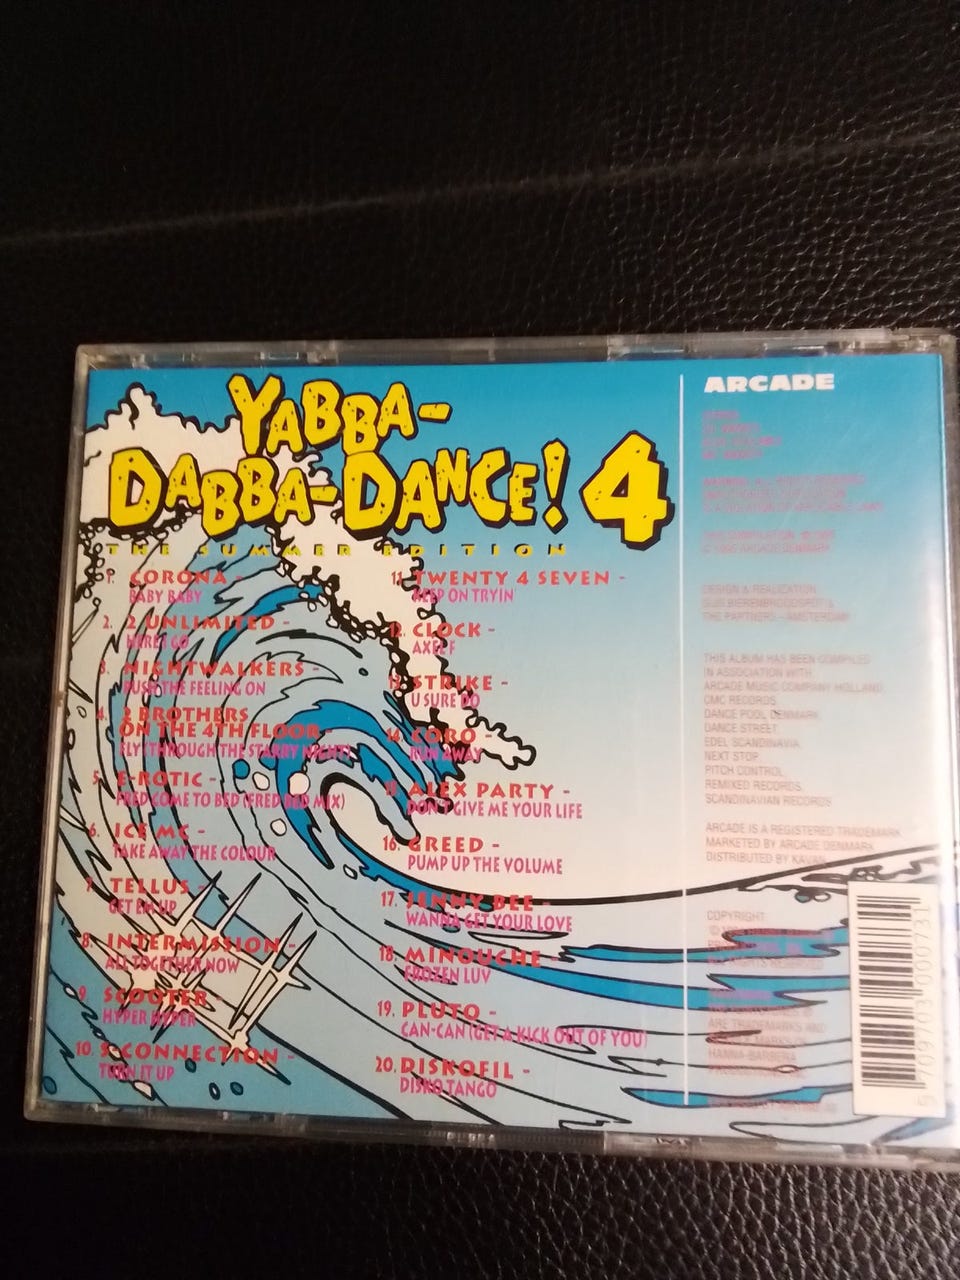 YABBA-
DABBA-DANCE! 4
THE SUMMER EDITION
1. CORONA -
BABY BABY
2. 2 UNLIMITED -
HERE I GO
3. NIGHTWALKERS -
PUSH THE FEELING ON
4. 2 BROTHERS
ON THE 4TH FLOOR -
FLY (THROUGH THE STARRY NIGHT)
5. E-ROTIC -
FRED COME TO BED (FRED BED MIX)
6. ICE MC -
TAKE AWAY THE COLOUR
7. TELLUS -
GET EM UP
8. INTERMISSION -
ALL TOGETHER NOW
9. SCOOTER -
HYPER HYPER
10. S-CONNECTION -
TURN IT UP
11. TWENTY 4 SEVEN -
KEEP ON TRYIN
12. CLOCK -
AXEL F
13. STRIKE -
U SURE DO
14. CORO -
RUN AWAY
15. ALEX PARTY -
DON'T GIVE ME YOUR LIFE
16. GREED -
PUMP UP THE VOLUME
17. JENNY BEE -
WANNA GET YOUR LOVE
18. MINOUCHE -
FROZEN LUV
19. PLUTO -
CAN-CAN (GET A KICK OUT OF YOU)
20. DISKOFIL -
DISKO TANGO
ARCADE
DESIGN & REALIZATION
THE PARTNERS - AMSTERDAM
THIS ALBUM HAS BEEN COMPILED
IN ASSOCIATION WITH:
ARCADE MUSIC COMPANY HOLLAND,
CMC RECORDS,
DANCE POOL DENMARK,
DANCE STREET,
EDEL SCANDINAVIA,
NEXT STOP,
PITCH CONTROL,
REMIXED RECORDS,
SCANDINAVIAN RECORDS
ARCADE IS A REGISTERED TRADEMARK
MARKETED BY ARCADE DENMARK
DISTRIBUTED BY KAVAN
COPYRIGHT
ARE TRADEMARKS AND
HANNA-BARBERA